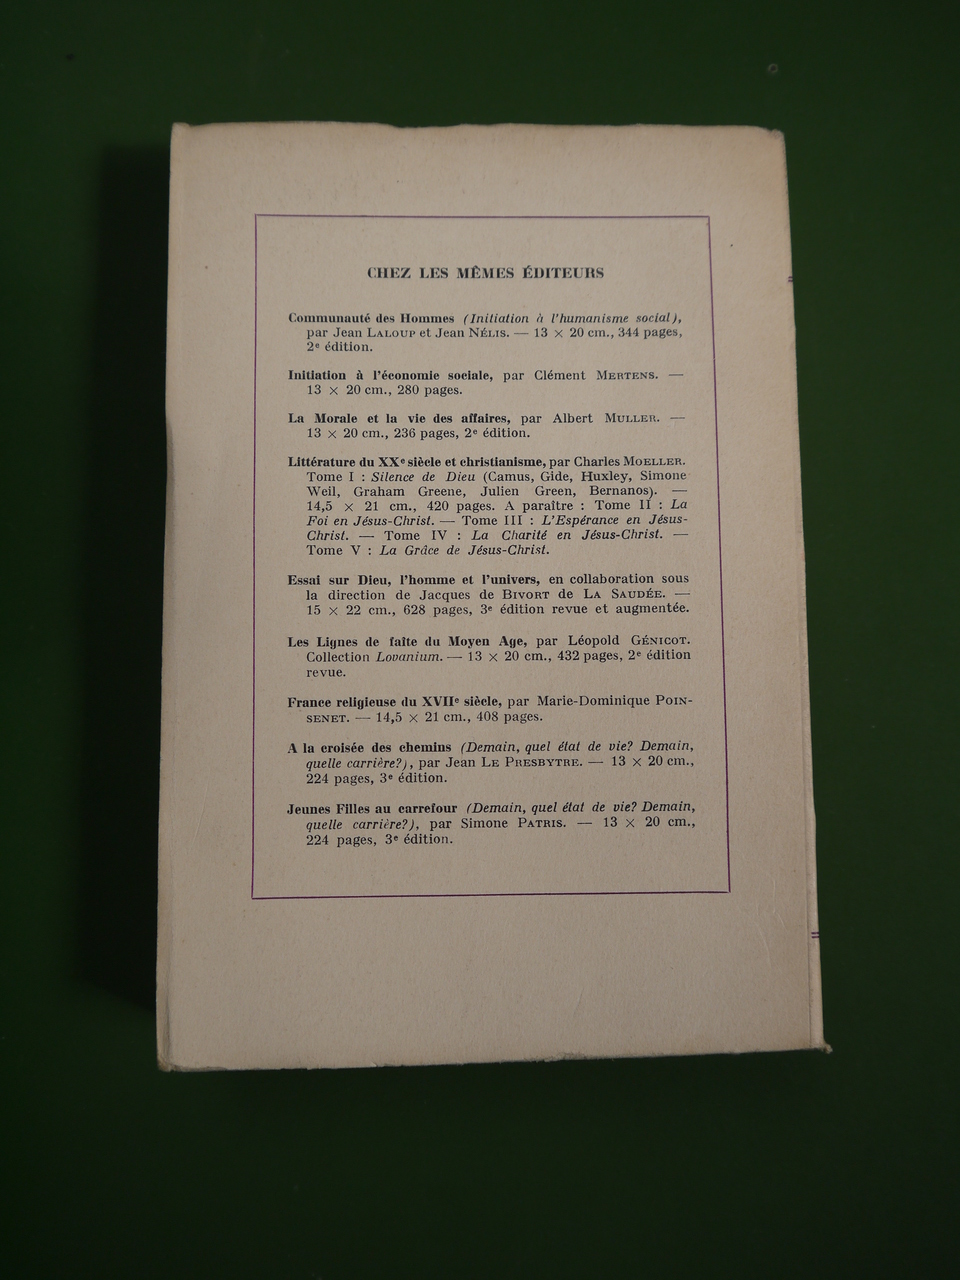 CHEZ LES MÊMES ÉDITEURS
Communauté des Hommes (Initiation à l'humanisme social),
par Jean LALOUP et Jean NÉLIS. — 13 × 20 cm., 344 pages,
2e édition.
Initiation à l'économie sociale, par Clément MERTENS. —
13 × 20 cm., 280 pages.
La Morale et la vie des affaires, par Albert MULLER. —
13 × 20 cm., 236 pages, 2e édition.
Littérature du XXe siècle et christianisme, par Charles MOELLER.
Tome I : Silence de Dieu (Camus, Gide, Huxley, Simone
Weil, Graham Greene, Julien Green, Bernanos). —
14,5 × 21 cm., 420 pages. A paraître : Tome II : La
Foi en Jésus-Christ. — Tome III : L'Espérance en Jésus-
Christ. — Tome IV : La Charité en Jésus-Christ. —
Tome V : La Grâce de Jésus-Christ.
Essai sur Dieu, l'homme et l'univers, en collaboration sous
la direction de Jacques de BIVORT de LA SAUDÉE. —
15 × 22 cm., 628 pages, 3e édition revue et augmentée.
Les Lignes de faîte du Moyen Age, par Léopold GÉNICOT.
Collection Lovanium. — 13 × 20 cm., 432 pages, 2e édition
revue.
France religieuse du XVIIe siècle, par Marie-Dominique POIN-
SENET. — 14,5 × 21 cm., 408 pages.
A la croisée des chemins (Demain, quel état de vie? Demain,
quelle carrière?), par Jean LE PRESBYTRE. — 13 × 20 cm.,
224 pages, 3e édition.
Jeunes Filles au carrefour (Demain, quel état de vie? Demain,
quelle carrière?), par Simone PATRIS. — 13 × 20 cm.,
224 pages, 3e édition.